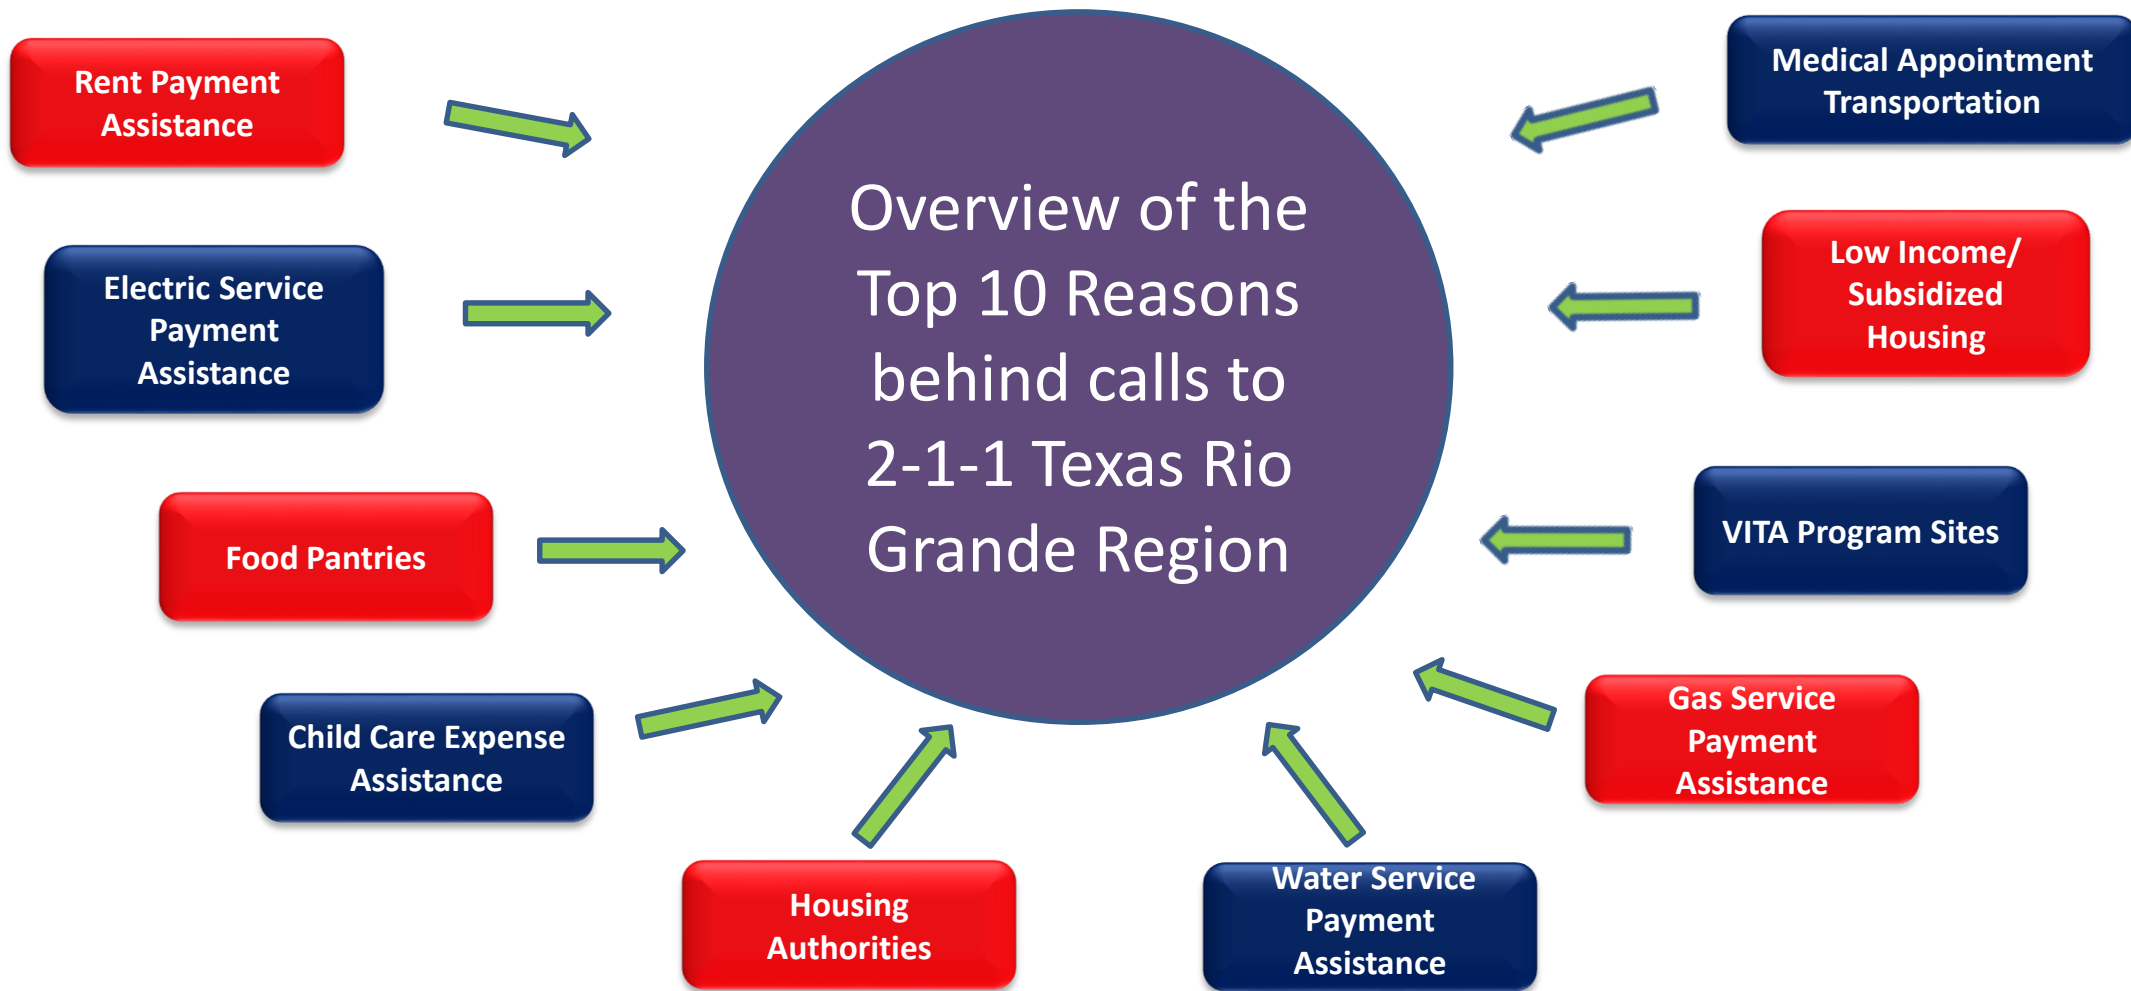 Rent Payment
Assistance
Electric Service
Payment
Assistance
Food Pantries
Child Care Expense
Assistance
Housing
Authorities
Overview of the
Top 10 Reasons
behind calls to
2-1-1 Texas Rio
Grande Region
Medical Appointment
Transportation
Low Income/
Subsidized
Housing
VITA Program Sites
Gas Service
Payment
Assistance
Water Service
Payment
Assistance